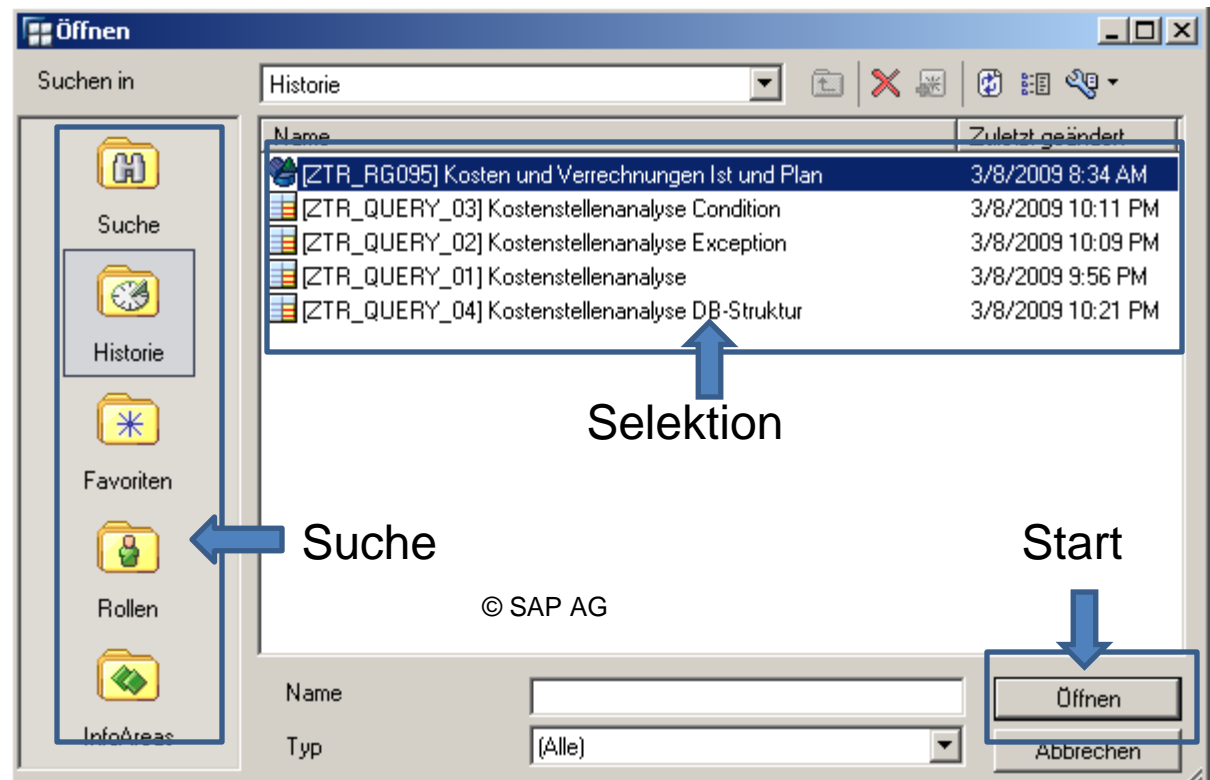 Öffnen
Suchen in
Historie
Name Zuletzt geändert
[ZTR_RG095] Kosten und Verrechnungen Ist und Plan 3/8/2009 8:34 AM
[ZTR_QUERY_03] Kostenstellenanalyse Condition 3/8/2009 10:11 PM
[ZTR_QUERY_02] Kostenstellenanalyse Exception 3/8/2009 10:09 PM
[ZTR_QUERY_01] Kostenstellenanalyse 3/8/2009 9:56 PM
[ZTR_QUERY_04] Kostenstellenanalyse DB-Struktur 3/8/2009 10:21 PM
Suche
Historie
Favoriten
Rollen
InfoAreas
Selektion
Suche
Start
© SAP AG
Name
Öffnen
Typ
(Alle)
Abbrechen